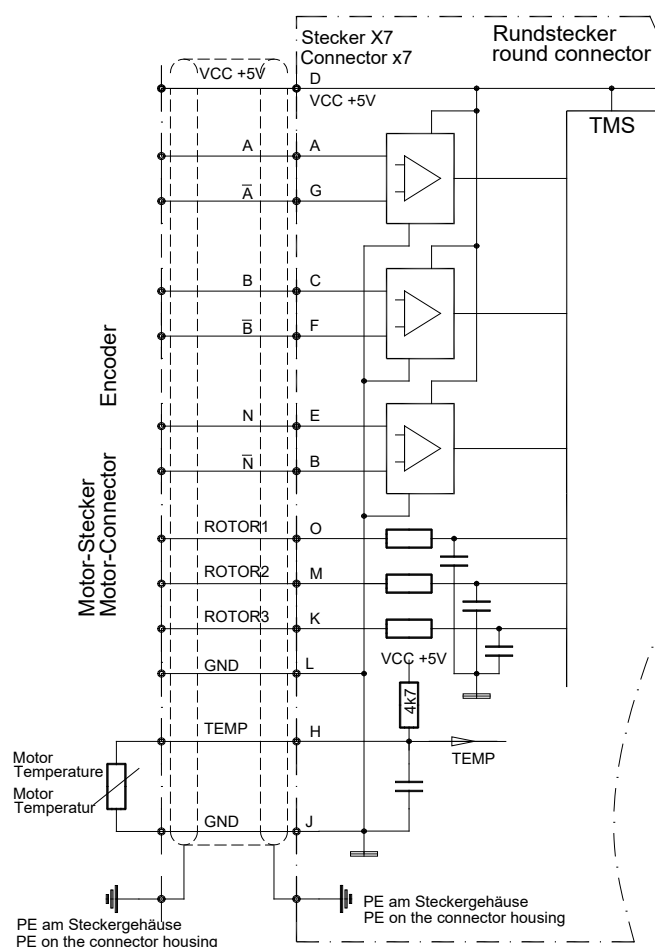 Stecker X7
Connector x7
Rundstecker
round connector
VCC +5V
D
VCC +5V
TMS
A
A
A̅
G
B
C
B̅
F
Encoder
N
E
N̅
B
Motor-Stecker
Motor-Connector
ROTOR1
O
ROTOR2
M
ROTOR3
K
VCC +5V
GND
L
4k7
TEMP
H
TEMP
Motor
Temperature
Motor
Temperatur
GND
J
PE am Steckergehäuse
PE on the connector housing
PE am Steckergehäuse
PE on the connector housing